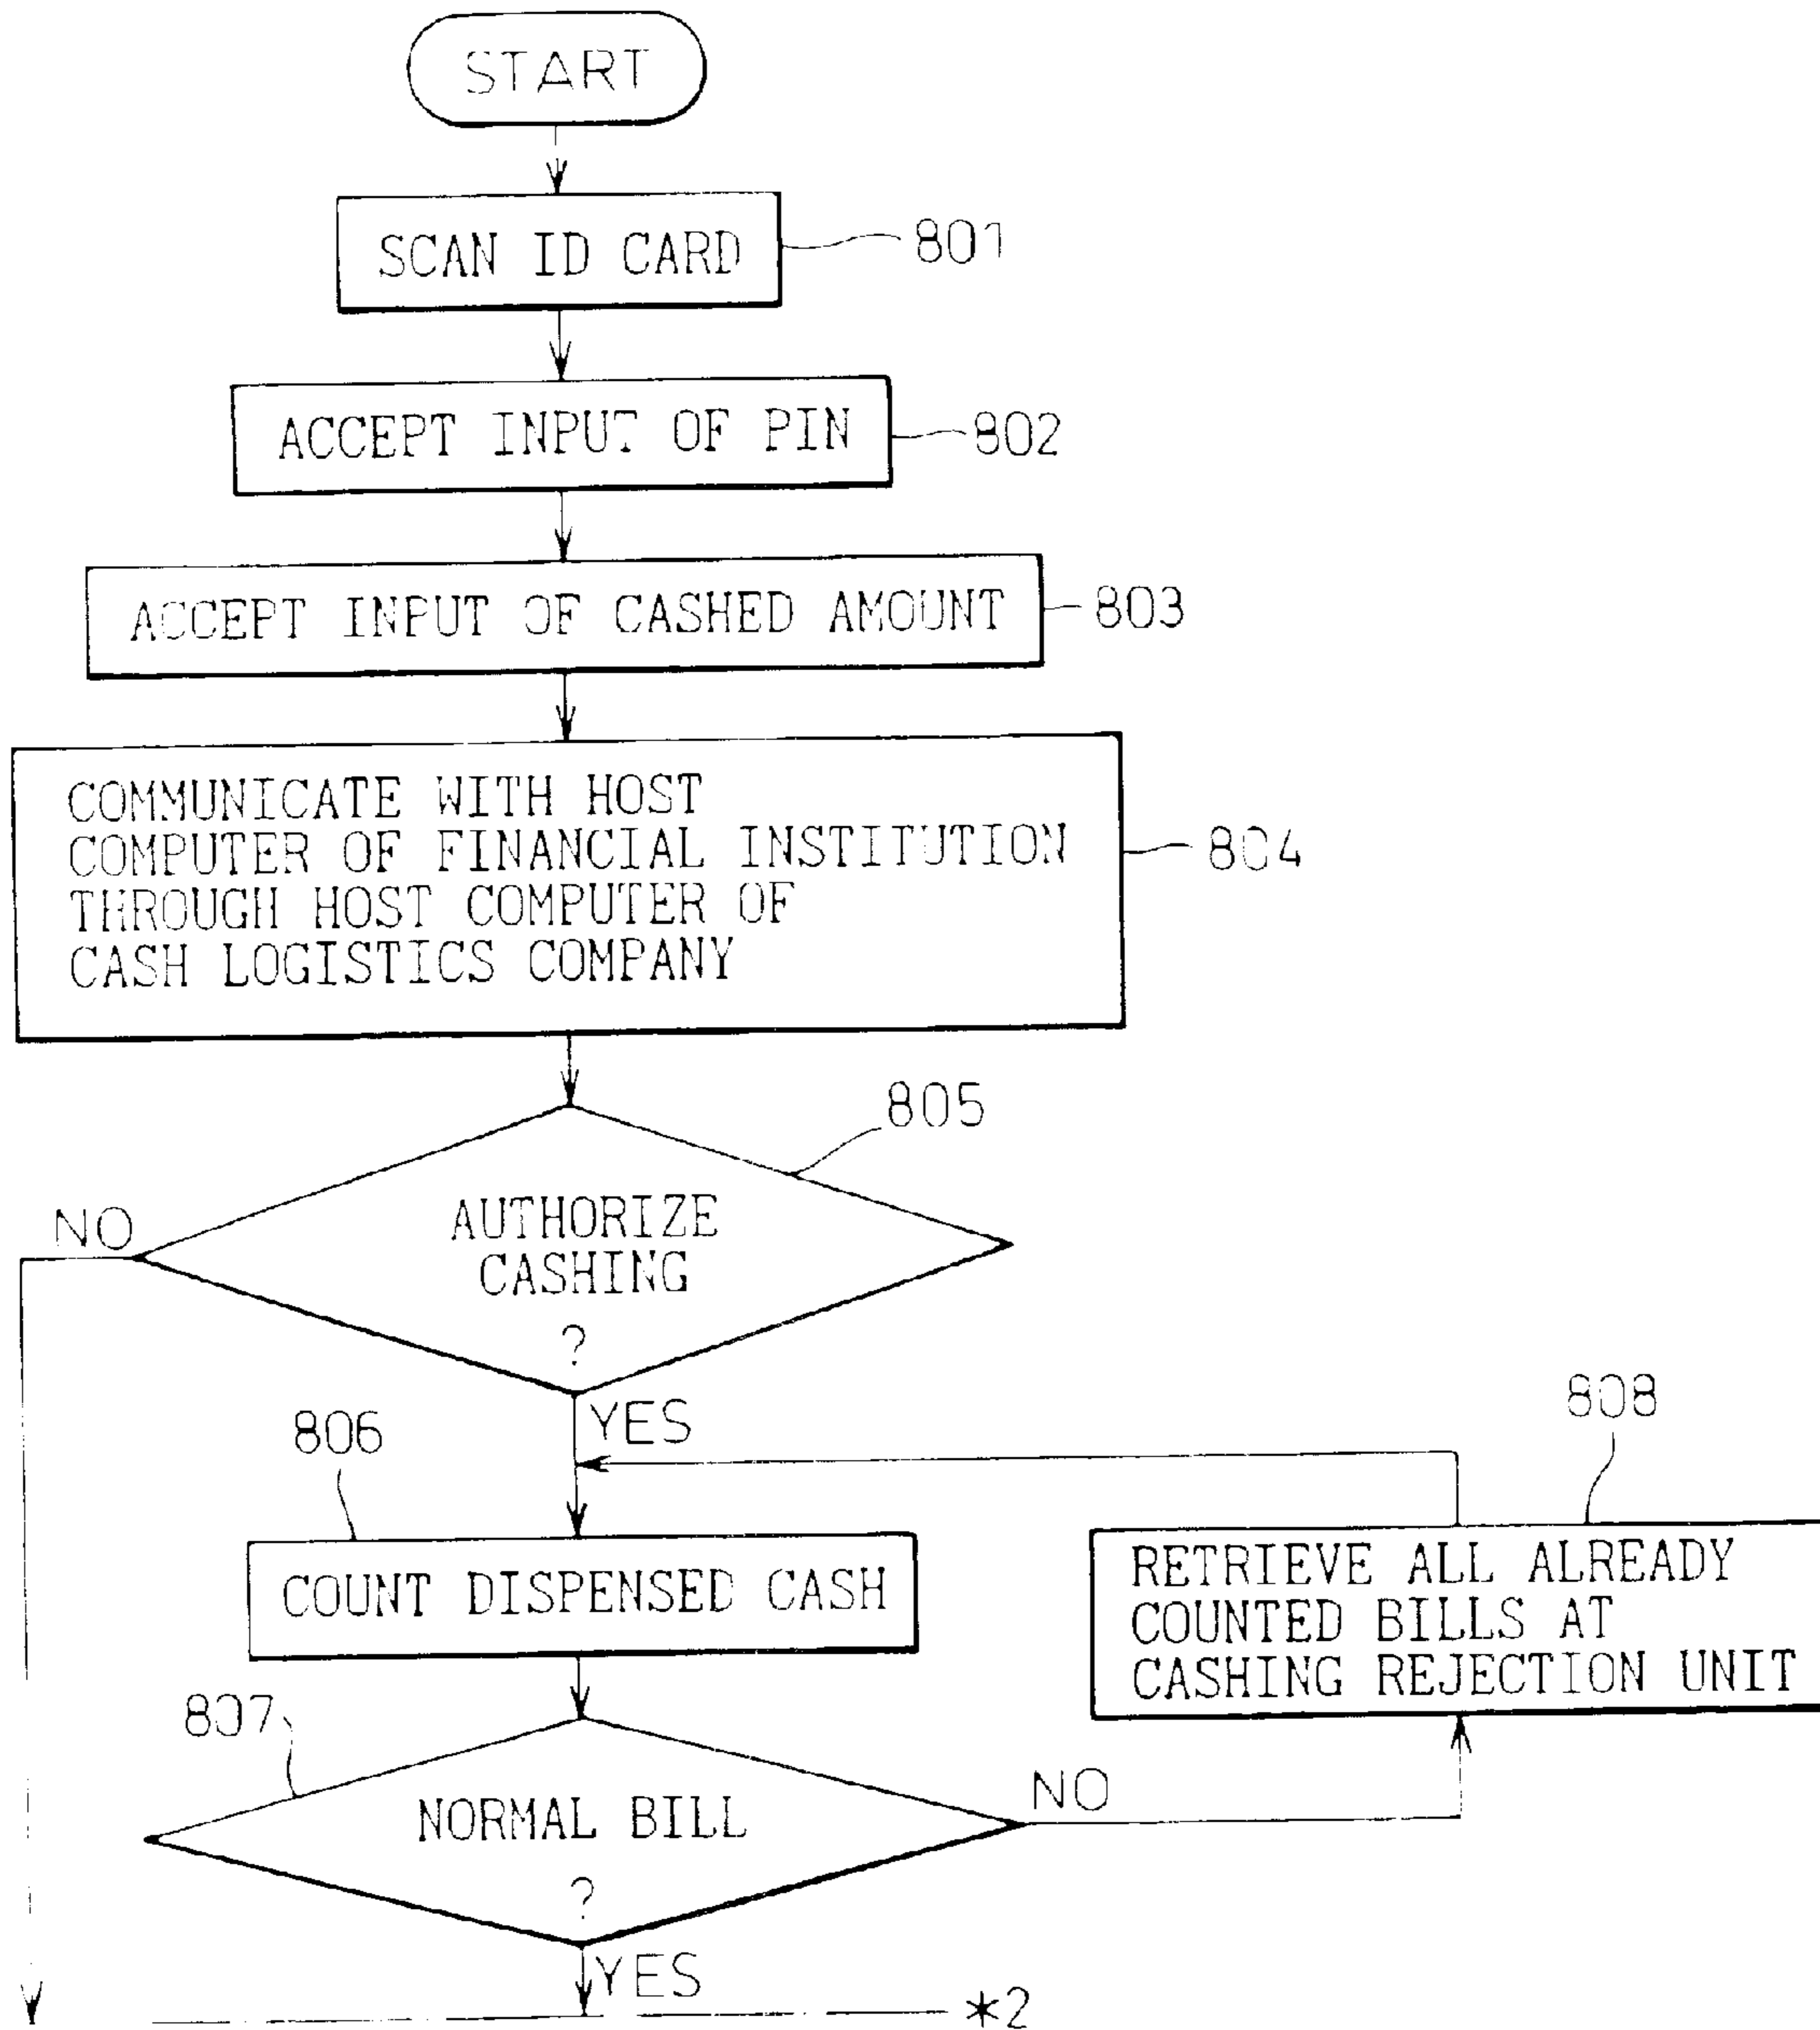 START
SCAN ID CARD
801
ACCEPT INPUT OF PIN
802
ACCEPT INPUT OF CASHED AMOUNT
803
COMMUNICATE WITH HOST
COMPUTER OF FINANCIAL INSTITUTION
THROUGH HOST COMPUTER OF
CASH LOGISTICS COMPANY
804
805
NO
AUTHORIZE
CASHING
?
YES
806
808
COUNT DISPENSED CASH
RETRIEVE ALL ALREADY
COUNTED BILLS AT
CASHING REJECTION UNIT
807
NORMAL BILL
?
NO
YES
*2